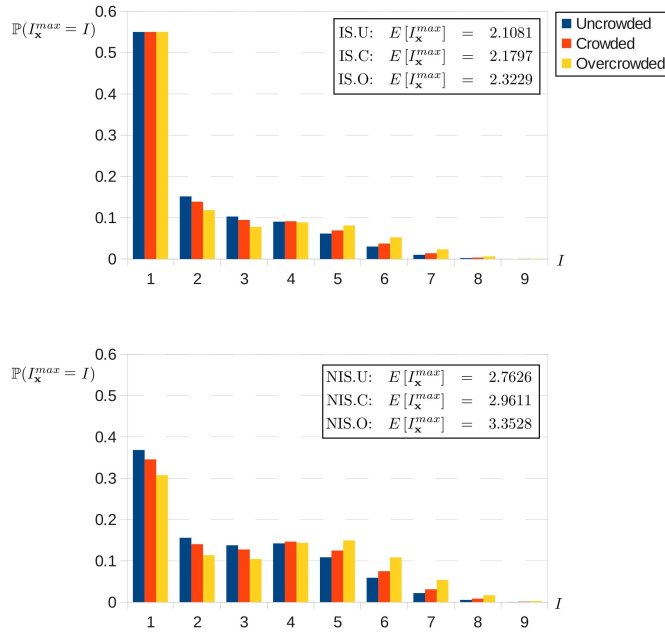 0.6
ℙ(I_𝐱^{max} = I)
IS.U: E[I_𝐱^{max}] = 2.1081
IS.C: E[I_𝐱^{max}] = 2.1797
IS.O: E[I_𝐱^{max}] = 2.3229
Uncrowded
Crowded
Overcrowded
0.5
0.4
0.3
0.2
0.1
0
1 2 3 4 5 6 7 8 9 I
0.6
ℙ(I_𝐱^{max} = I)
NIS.U: E[I_𝐱^{max}] = 2.7626
NIS.C: E[I_𝐱^{max}] = 2.9611
NIS.O: E[I_𝐱^{max}] = 3.3528
0.5
0.4
0.3
0.2
0.1
0
1 2 3 4 5 6 7 8 9 I